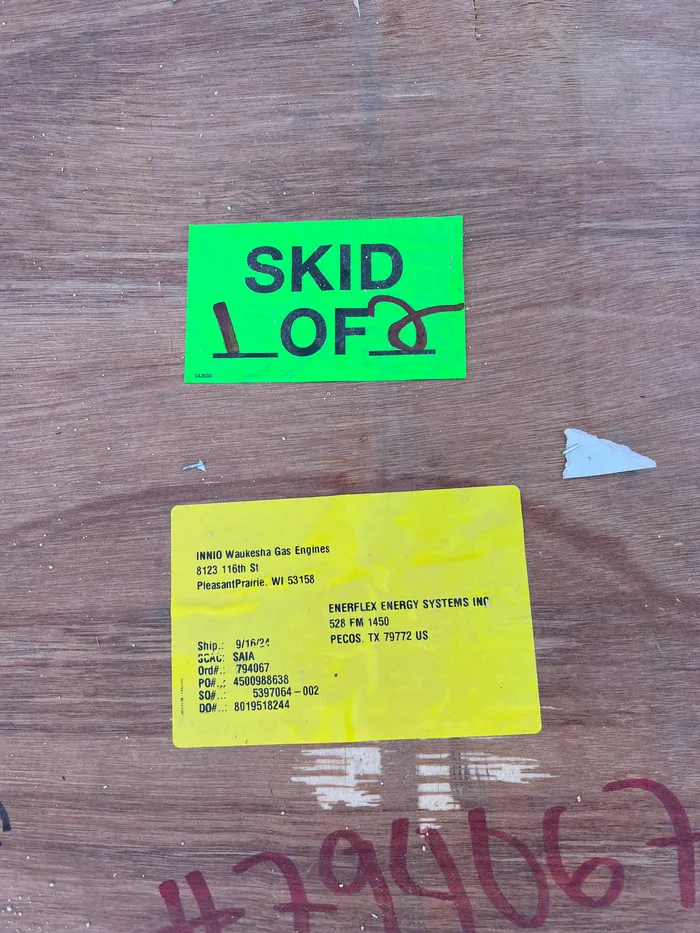 SKID
1 OF 2
INNIO Waukesha Gas Engines
8123 116th St
PleasantPrairie. WI 53158
ENERFLEX ENERGY SYSTEMS INC
528 FM 1450
PECOS. TX 79772 US
Ship.: 9/16/24
SCAC: SAIA
Ord#.: 794067
PO#..: 4500988638
SO#..: 5397064-002
DO#..: 8019518244
#794067